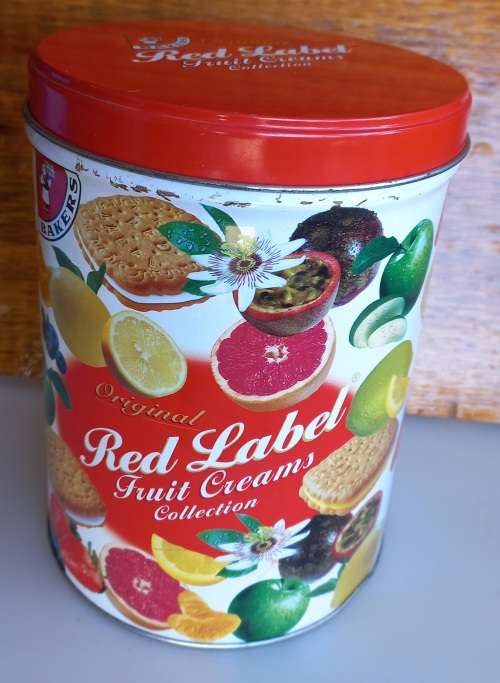 Red Label
Fruit Creams
Collection
BAKERS
Original
Red Label®
Fruit Creams
Collection